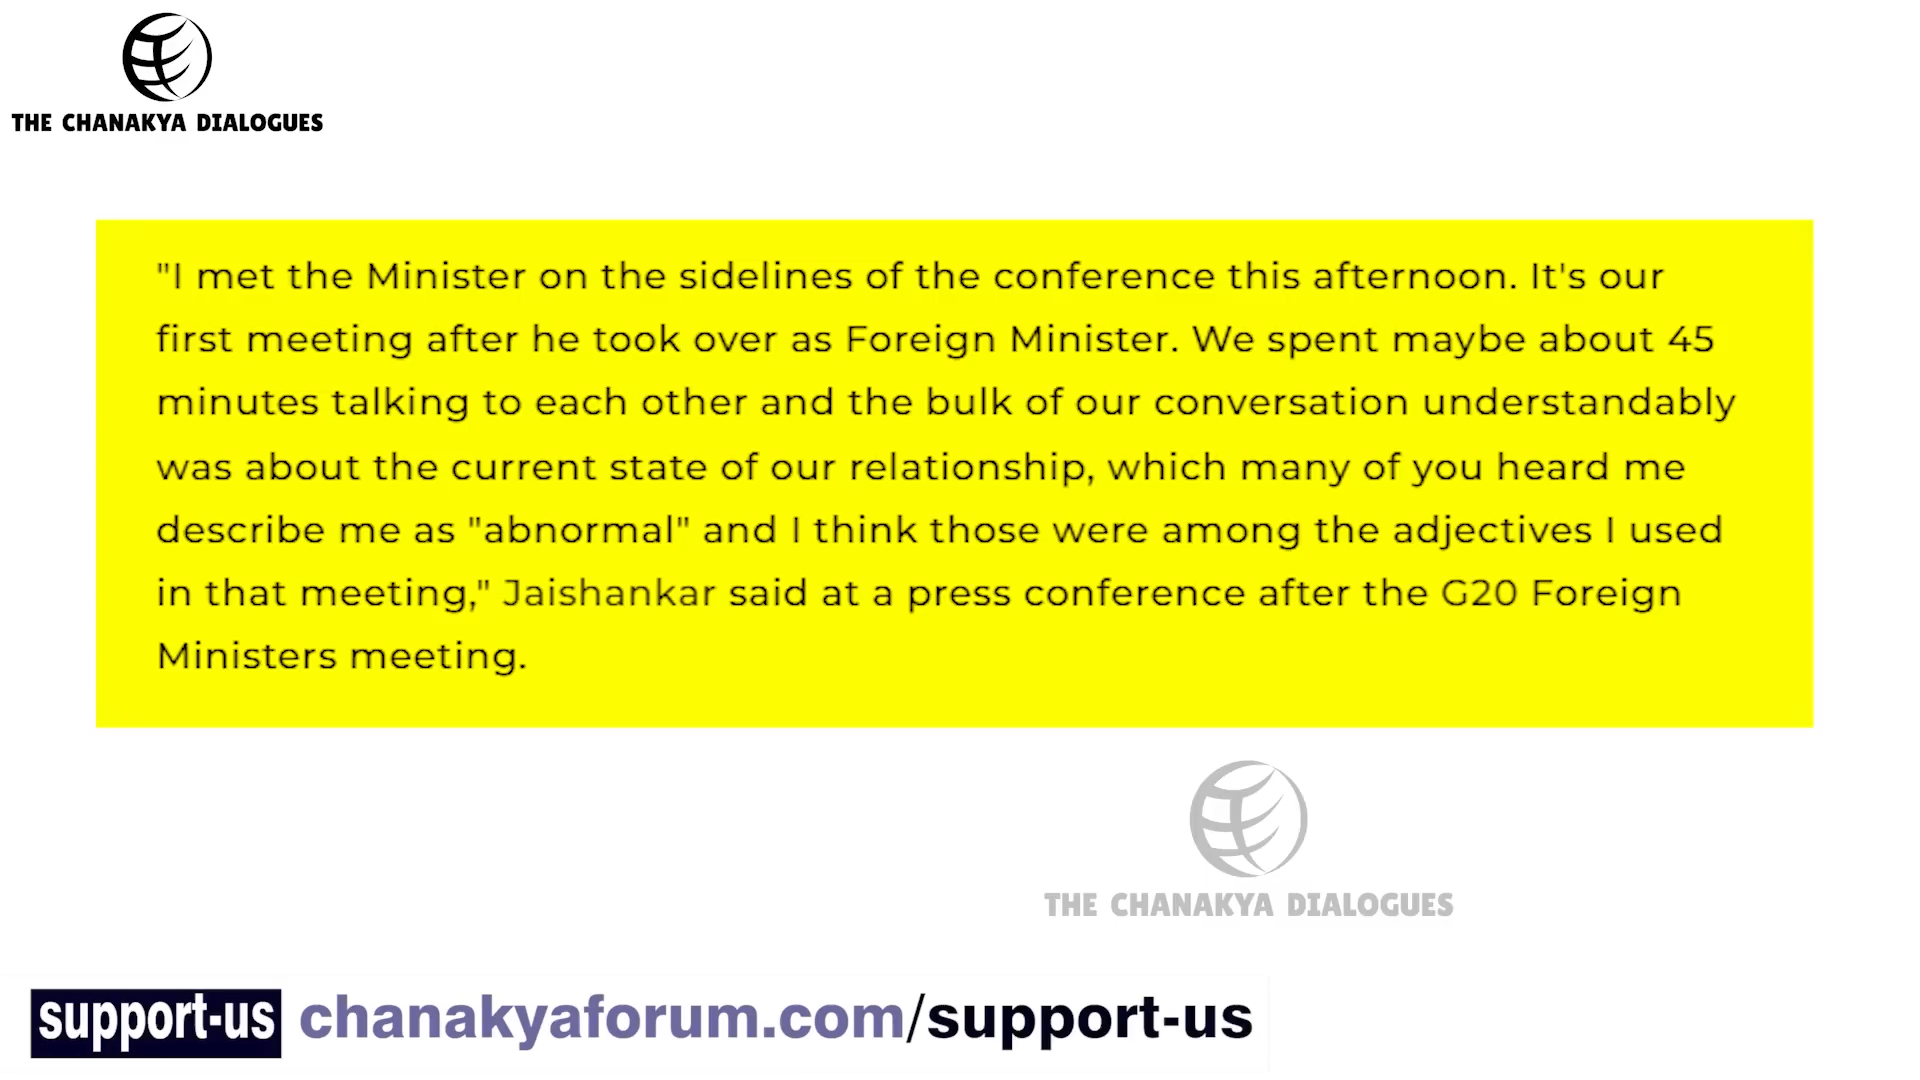 THE CHANAKYA DIALOGUES
"I met the Minister on the sidelines of the conference this afternoon. It's our
first meeting after he took over as Foreign Minister. We spent maybe about 45
minutes talking to each other and the bulk of our conversation understandably
was about the current state of our relationship, which many of you heard me
describe me as "abnormal" and I think those were among the adjectives I used
in that meeting," Jaishankar said at a press conference after the G20 Foreign
Ministers meeting.
THE CHANAKYA DIALOGUES
support-us chanakyaforum.com/support-us